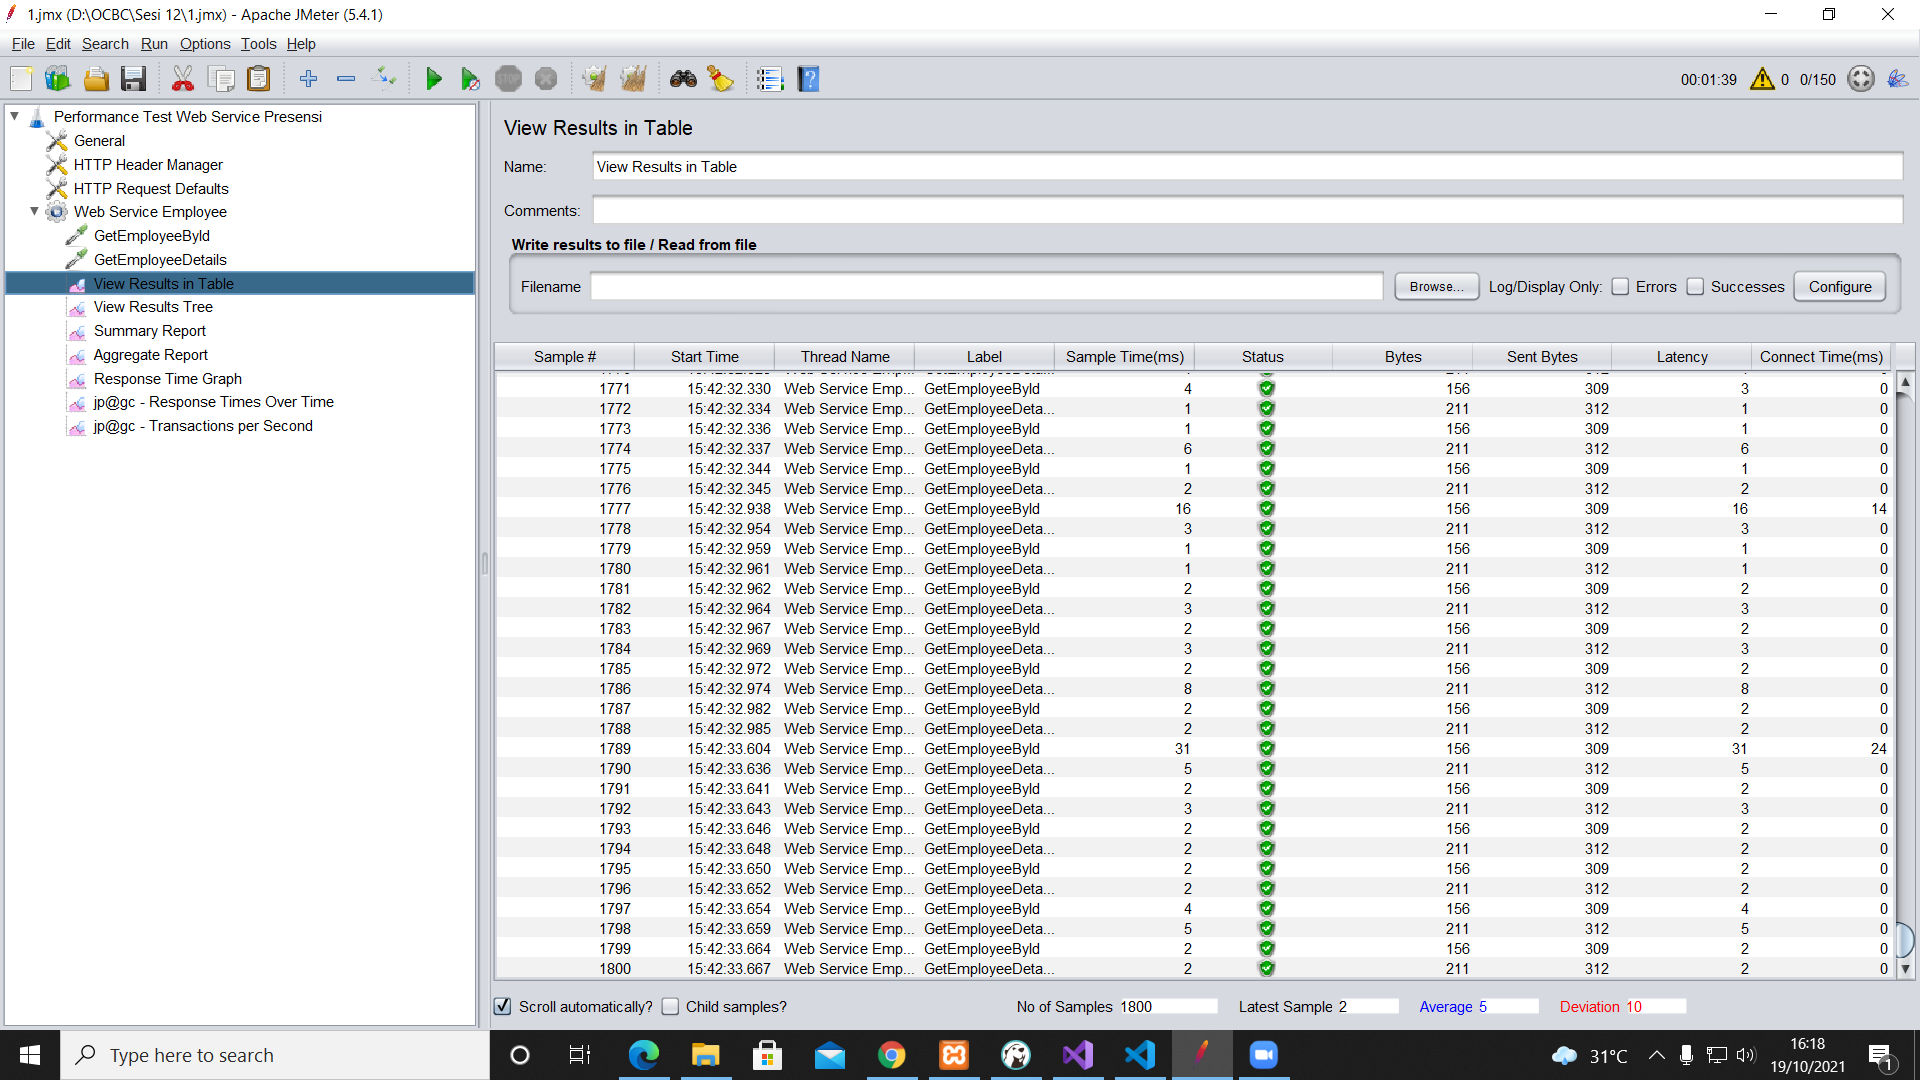 1.jmx (D:\OCBC\Sesi 12\1.jmx) - Apache JMeter (5.4.1)
File Edit Search Run Options Tools Help
STOP
00:01:39 0 0/150
Performance Test Web Service Presensi
General
HTTP Header Manager
HTTP Request Defaults
Web Service Employee
GetEmployeeById
GetEmployeeDetails
View Results in Table
View Results Tree
Summary Report
Aggregate Report
Response Time Graph
jp@gc - Response Times Over Time
jp@gc - Transactions per Second
View Results in Table
Name: View Results in Table
Comments:
Write results to file / Read from file
Filename Browse... Log/Display Only: Errors Successes Configure
Sample # Start Time Thread Name Label Sample Time(ms) Status Bytes Sent Bytes Latency Connect Time(ms)
1771 15:42:32.330 Web Service Emp... GetEmployeeById 4 156 309 3 0
1772 15:42:32.334 Web Service Emp... GetEmployeeDeta... 1 211 312 1 0
1773 15:42:32.336 Web Service Emp... GetEmployeeById 1 156 309 1 0
1774 15:42:32.337 Web Service Emp... GetEmployeeDeta... 6 211 312 6 0
1775 15:42:32.344 Web Service Emp... GetEmployeeById 1 156 309 1 0
1776 15:42:32.345 Web Service Emp... GetEmployeeDeta... 2 211 312 2 0
1777 15:42:32.938 Web Service Emp... GetEmployeeById 16 156 309 16 14
1778 15:42:32.954 Web Service Emp... GetEmployeeDeta... 3 211 312 3 0
1779 15:42:32.959 Web Service Emp... GetEmployeeById 1 156 309 1 0
1780 15:42:32.961 Web Service Emp... GetEmployeeDeta... 1 211 312 1 0
1781 15:42:32.962 Web Service Emp... GetEmployeeById 2 156 309 2 0
1782 15:42:32.964 Web Service Emp... GetEmployeeDeta... 3 211 312 3 0
1783 15:42:32.967 Web Service Emp... GetEmployeeById 2 156 309 2 0
1784 15:42:32.969 Web Service Emp... GetEmployeeDeta... 3 211 312 3 0
1785 15:42:32.972 Web Service Emp... GetEmployeeById 2 156 309 2 0
1786 15:42:32.974 Web Service Emp... GetEmployeeDeta... 8 211 312 8 0
1787 15:42:32.982 Web Service Emp... GetEmployeeById 2 156 309 2 0
1788 15:42:32.985 Web Service Emp... GetEmployeeDeta... 2 211 312 2 0
1789 15:42:33.604 Web Service Emp... GetEmployeeById 31 156 309 31 24
1790 15:42:33.636 Web Service Emp... GetEmployeeDeta... 5 211 312 5 0
1791 15:42:33.641 Web Service Emp... GetEmployeeById 2 156 309 2 0
1792 15:42:33.643 Web Service Emp... GetEmployeeDeta... 3 211 312 3 0
1793 15:42:33.646 Web Service Emp... GetEmployeeById 2 156 309 2 0
1794 15:42:33.648 Web Service Emp... GetEmployeeDeta... 2 211 312 2 0
1795 15:42:33.650 Web Service Emp... GetEmployeeById 2 156 309 2 0
1796 15:42:33.652 Web Service Emp... GetEmployeeDeta... 2 211 312 2 0
1797 15:42:33.654 Web Service Emp... GetEmployeeById 4 156 309 4 0
1798 15:42:33.659 Web Service Emp... GetEmployeeDeta... 5 211 312 5 0
1799 15:42:33.664 Web Service Emp... GetEmployeeById 2 156 309 2 0
1800 15:42:33.667 Web Service Emp... GetEmployeeDeta... 2 211 312 2 0
Scroll automatically? Child samples? No of Samples 1800 Latest Sample 2 Average 5 Deviation 10
Type here to search
31°C
16:18
19/10/2021
1